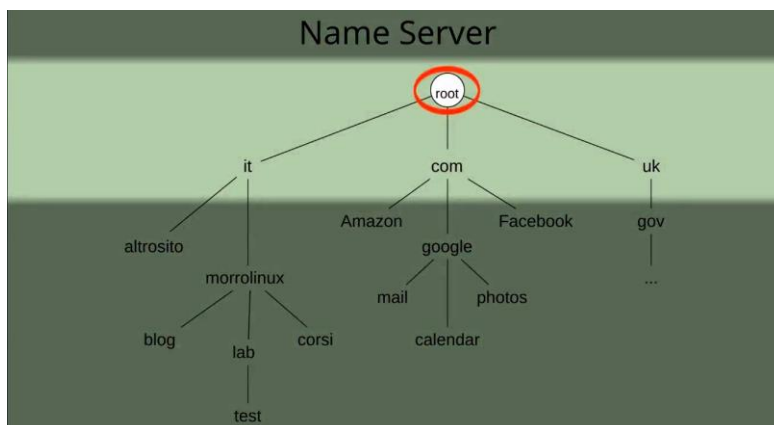 Name Server
root
it
com
uk
Amazon
Facebook
gov
altrosito
google
morrolinux
...
mail
photos
blog
lab
corsi
calendar
test